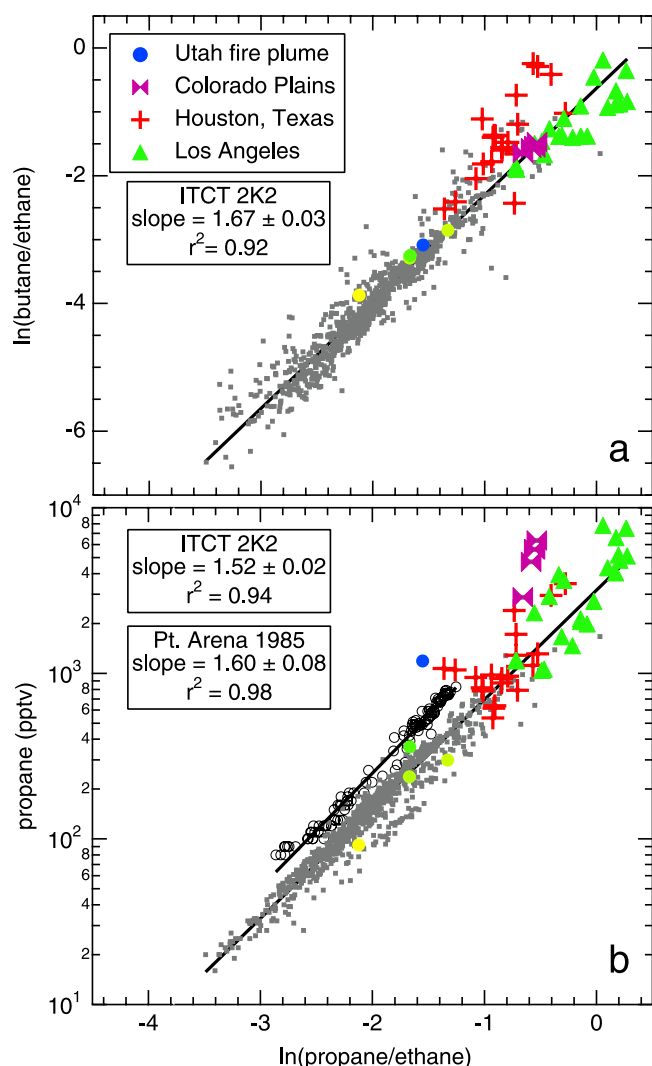 0
Utah fire plume
Colorado Plains
Houston, Texas
Los Angeles
ITCT 2K2
slope = 1.67 ± 0.03
r² = 0.92
-2
-4
-6
ln(butane/ethane)
a
10⁴
8
6
4
2
10³
8
6
4
2
10²
8
6
4
2
10¹
propane (pptv)
ITCT 2K2
slope = 1.52 ± 0.02
r² = 0.94
Pt. Arena 1985
slope = 1.60 ± 0.08
r² = 0.98
b
-4 -3 -2 -1 0
ln(propane/ethane)